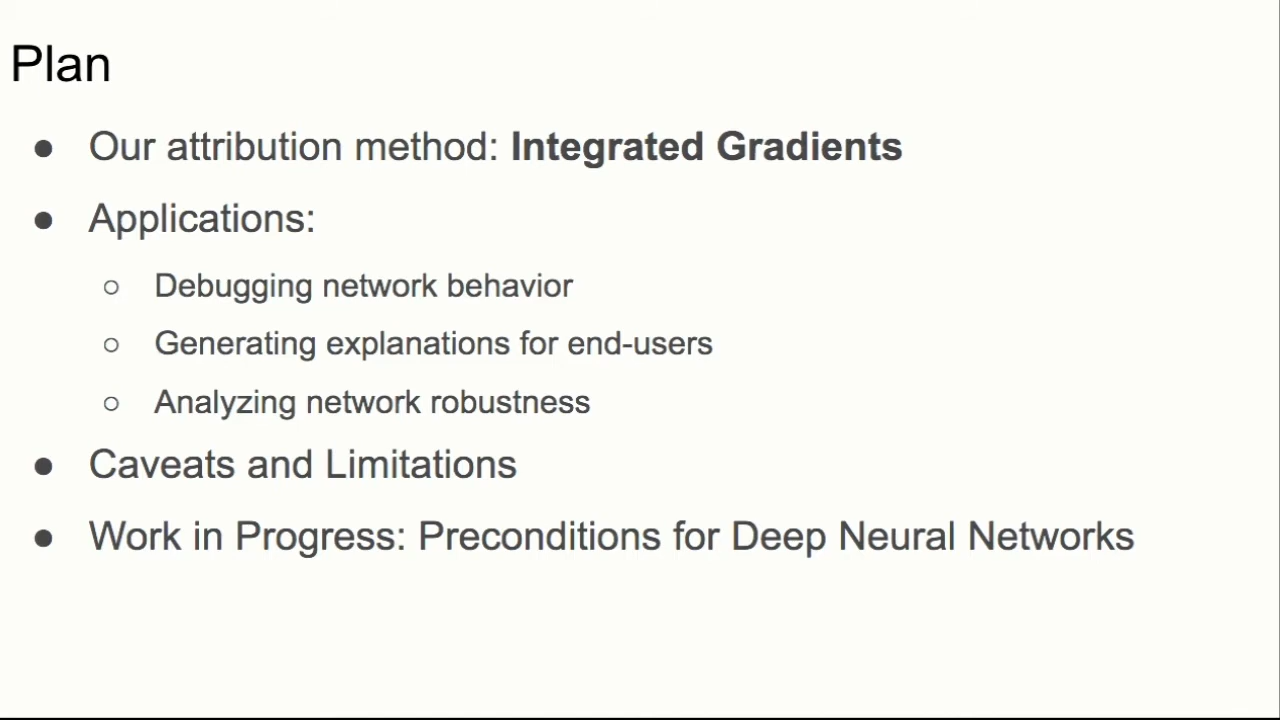 Plan
● Our attribution method: Integrated Gradients
● Applications:
○ Debugging network behavior
○ Generating explanations for end-users
○ Analyzing network robustness
● Caveats and Limitations
● Work in Progress: Preconditions for Deep Neural Networks